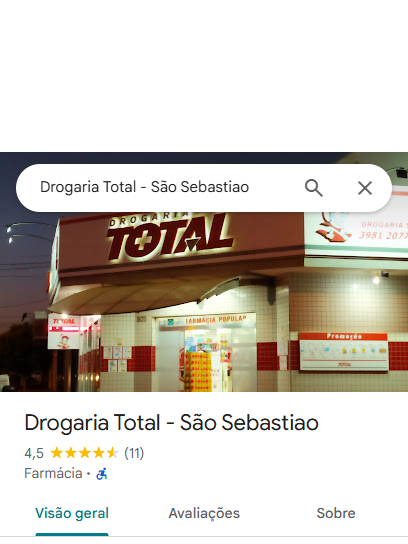 Drogaria Total - São Sebastiao
DROGARIA
TOTAL
DROGARIA
3981 2077
TOTAL
FARMÁCIA POPULAR
Promoção
Drogaria Total - São Sebastiao
4,5 (11)
Farmácia ·
Visão geral Avaliações Sobre